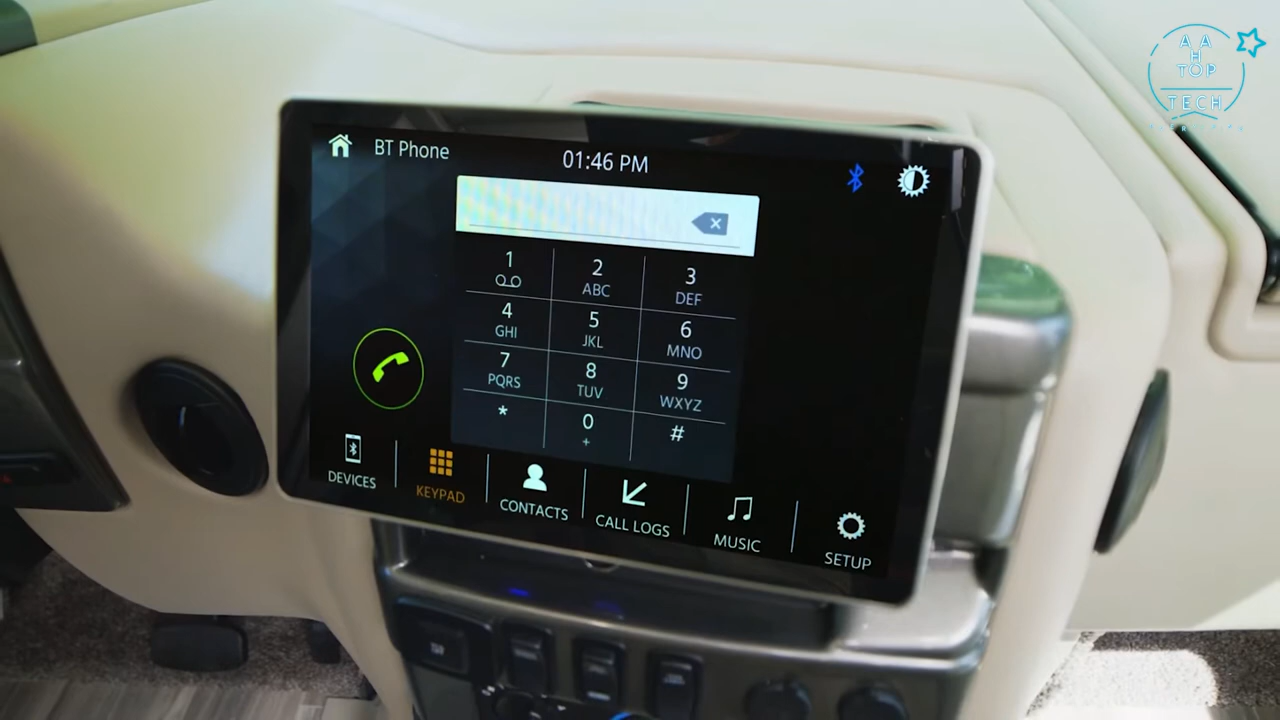 A A
H
TOP
TECH
BT Phone
01:46 PM
1
2
ABC
3
DEF
4
GHI
5
JKL
6
MNO
7
PQRS
8
TUV
9
WXYZ
*
0
+
#
DEVICES
KEYPAD
CONTACTS
CALL LOGS
MUSIC
SETUP